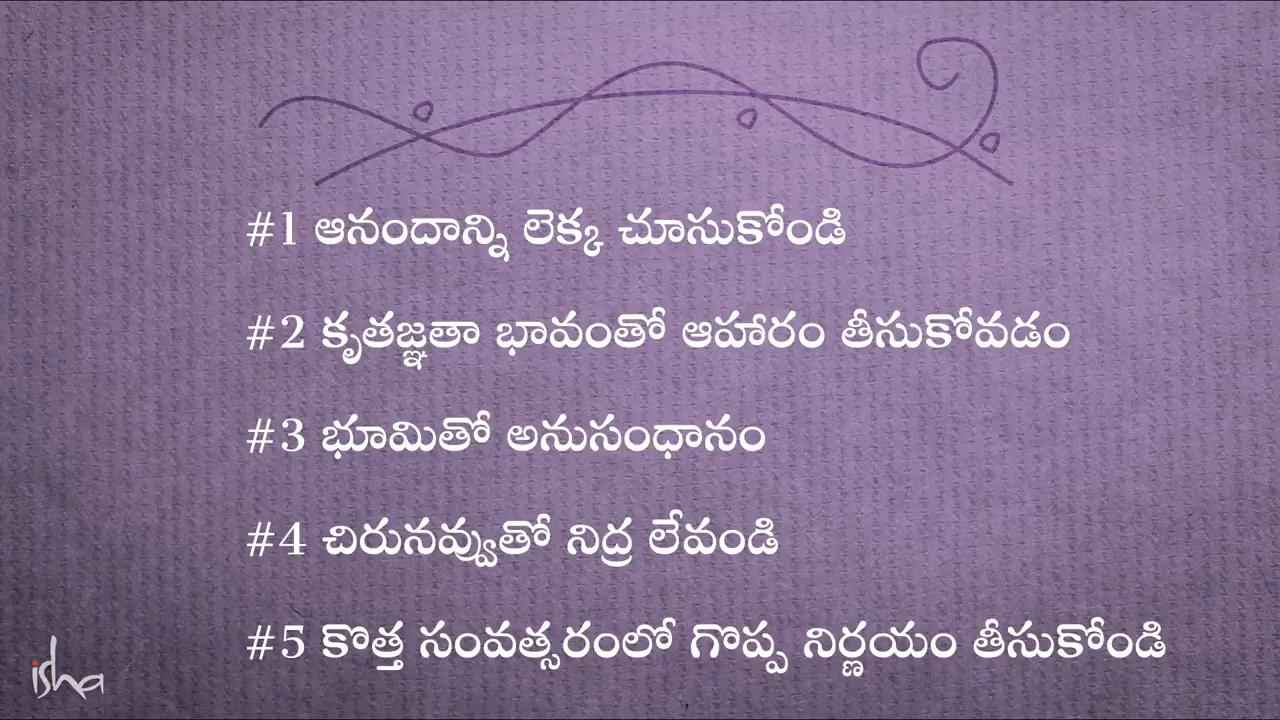 #1 ఆనందాన్ని లెక్క చూసుకోండి
#2 కృతజ్ఞతా భావంతో ఆహారం తీసుకోవడం
#3 భూమితో అనుసంధానం
#4 చిరునవ్వుతో నిద్ర లేవండి
#5 కొత్త సంవత్సరంలో గొప్ప నిర్ణయం తీసుకోండి
isha